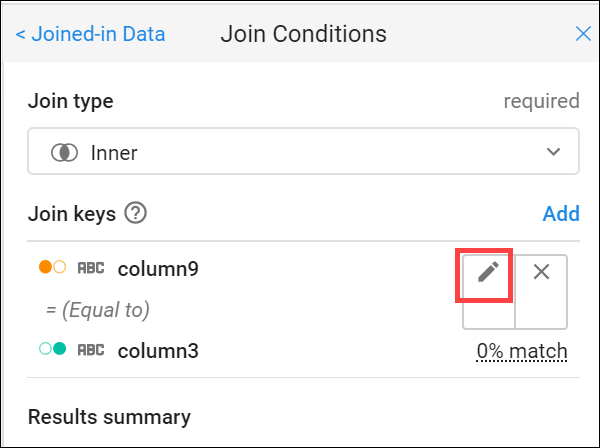 < Joined-in Data Join Conditions
Join type required
Inner
Join keys ? Add
ABC column9
= (Equal to)
ABC column3 0% match
Results summary